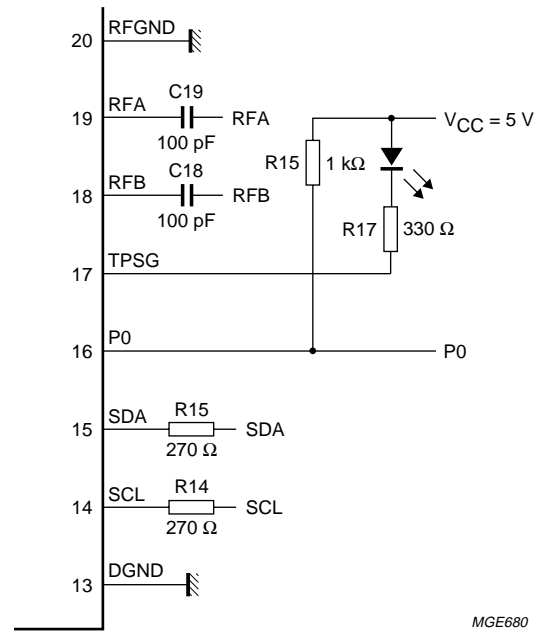 20 RFGND
C19
19 RFA RFA
100 pF
VCC = 5 V
R15 1 kΩ
C18
18 RFB RFB
100 pF
R17 330 Ω
17 TPSG
16 P0 P0
R15
15 SDA SDA
270 Ω
R14
14 SCL SCL
270 Ω
13 DGND
MGE680